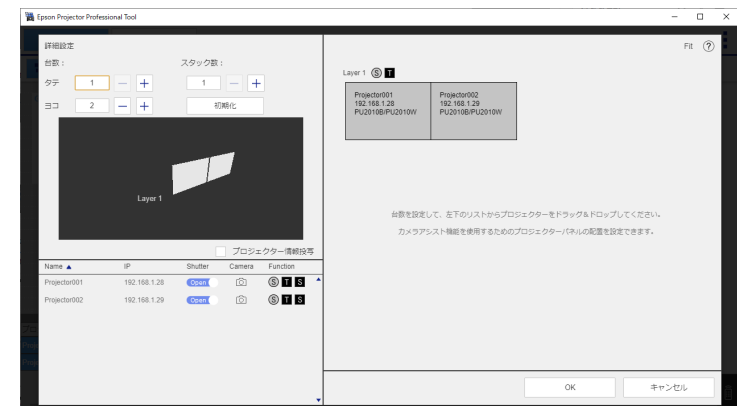 Epson Projector Professional Tool
詳細設定
台数：
スタック数：
タテ 1 － ＋
1 － ＋
ヨコ 2 － ＋
初期化
Layer 1
プロジェクター情報投写
Name ▲ IP Shutter Camera Function
Projector001 192.168.1.28 Open S T S
Projector002 192.168.1.29 Open S T S
Fit ?
Layer 1 S T
Projector001
192.168.1.28
PU2010B/PU2010W
Projector002
192.168.1.29
PU2010B/PU2010W
台数を設定して、左下のリストからプロジェクターをドラッグ＆ドロップしてください。
カメラアシスト機能を使用するためのプロジェクターパネルの配置を設定できます。
OK
キャンセル